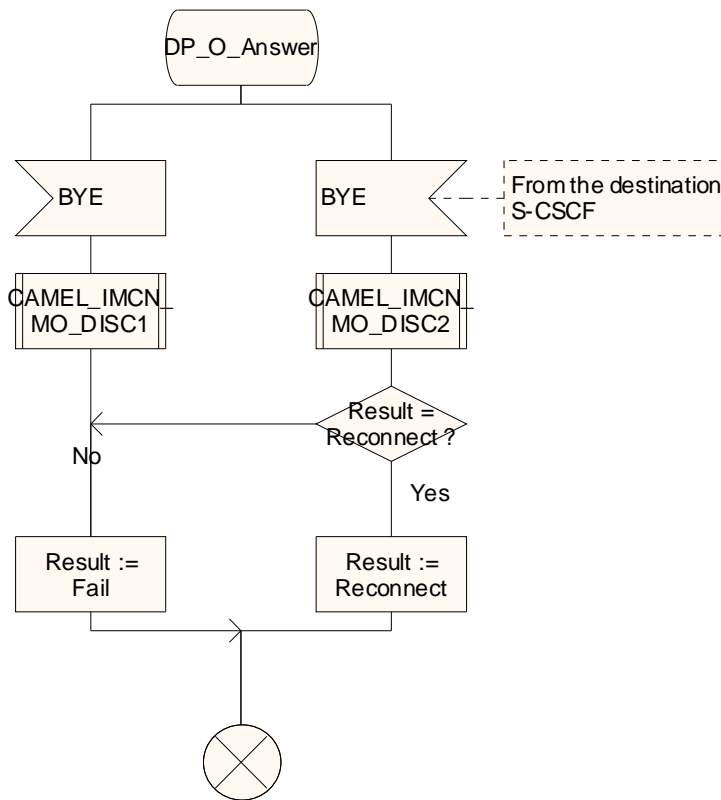 DP_O_Answer
BYE
BYE
From the destination
S-CSCF
CAMEL_IMCN_
MO_DISC1
CAMEL_IMCN_
MO_DISC2
Result =
Reconnect ?
No
Yes
Result :=
Fail
Result :=
Reconnect